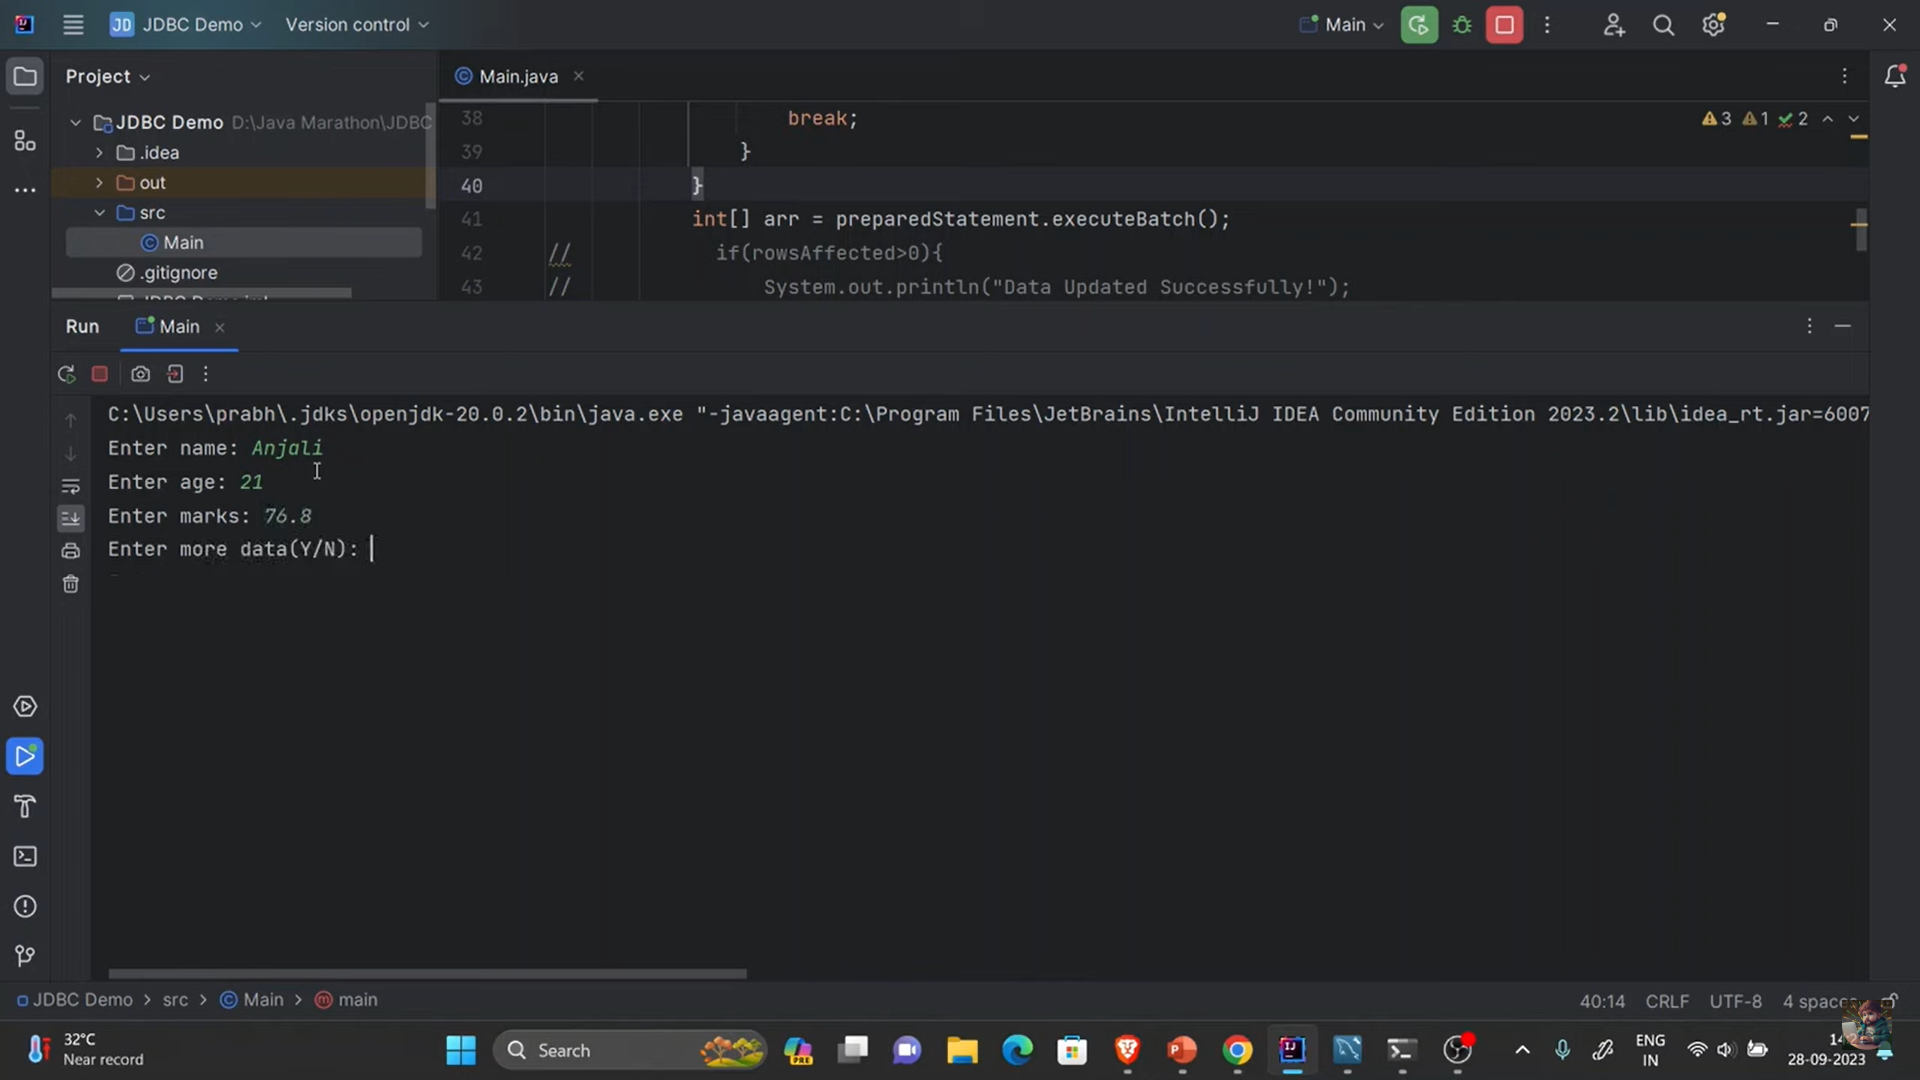 JD JDBC Demo Version control Main
Project
Main.java
JDBC Demo D:\Java Marathon\JDBC
.idea
out
src
Main
.gitignore
38 break;
39 }
40 }
41 int[] arr = preparedStatement.executeBatch();
42 // if(rowsAffected>0){
43 // System.out.println("Data Updated Successfully!");
3 1 2
Run Main
C:\Users\prabh\.jdks\openjdk-20.0.2\bin\java.exe "-javaagent:C:\Program Files\JetBrains\IntelliJ IDEA Community Edition 2023.2\lib\idea_rt.jar=6007
Enter name: Anjali
Enter age: 21
Enter marks: 76.8
Enter more data(Y/N):
JDBC Demo > src > Main > main
40:14 CRLF UTF-8 4 spaces
32°C
Near record
Search
PRE
ENG
IN
28-09-2023